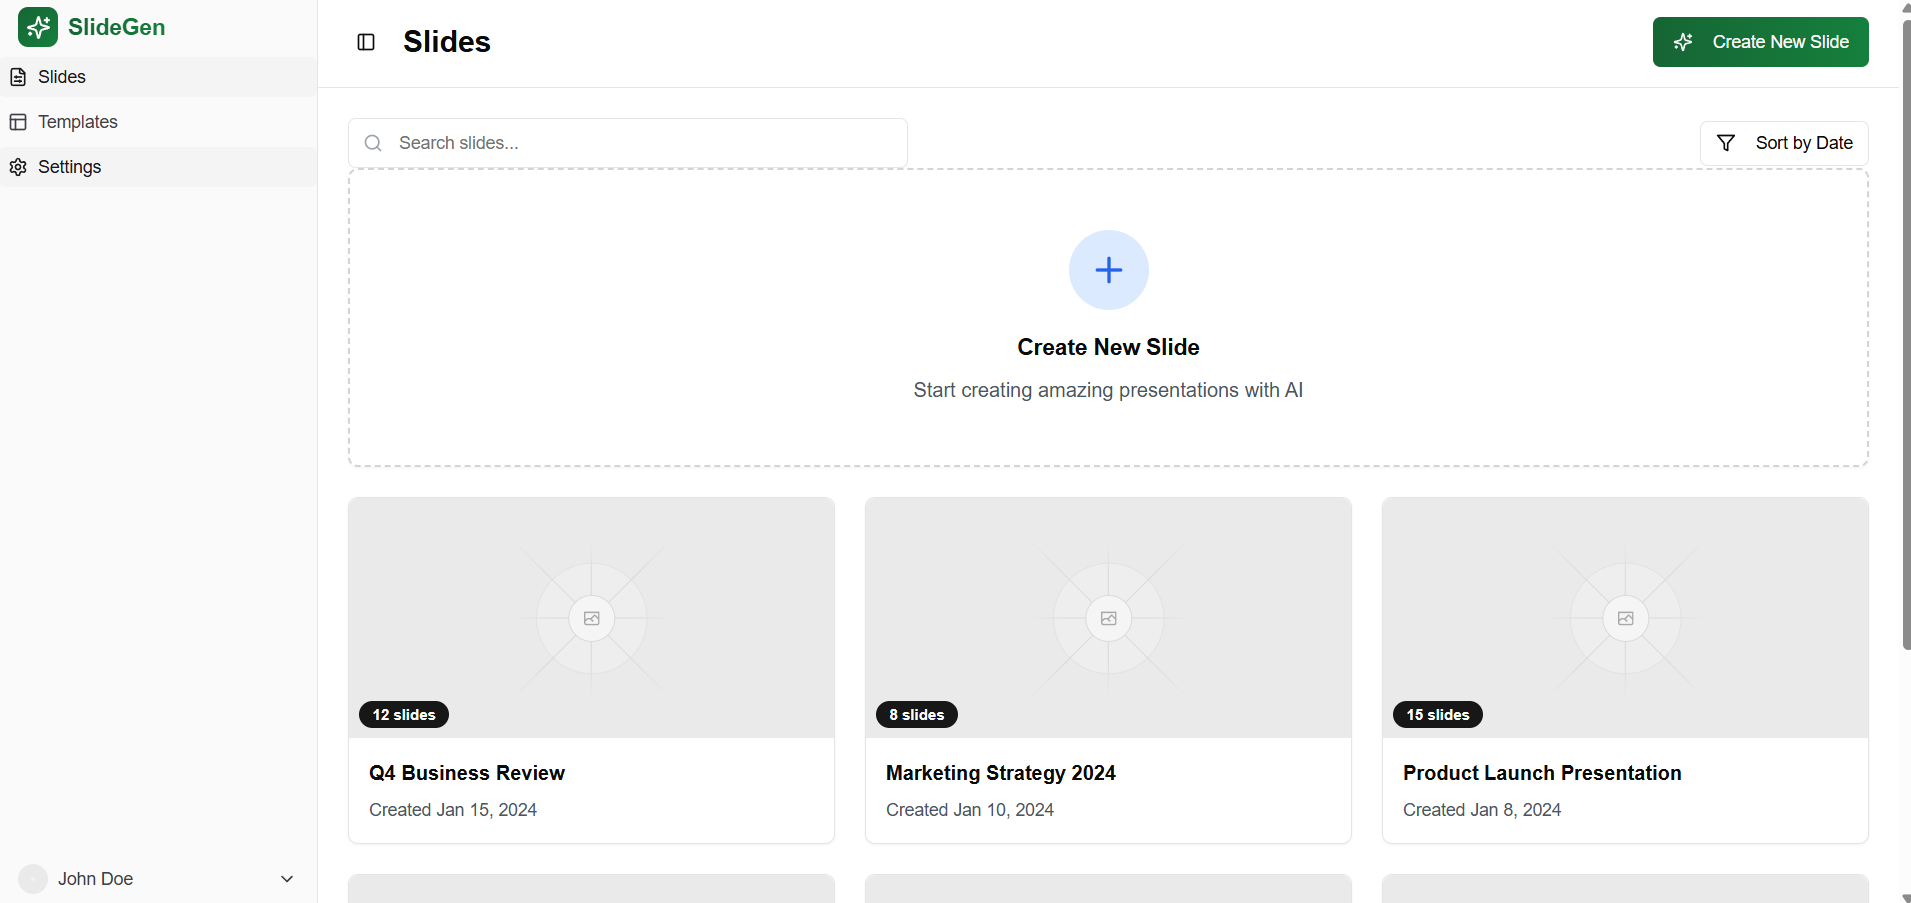 SlideGen
Slides
Templates
Settings
John Doe
Slides
Create New Slide
Search slides...
Sort by Date
Create New Slide
Start creating amazing presentations with AI
12 slides
Q4 Business Review
Created Jan 15, 2024
8 slides
Marketing Strategy 2024
Created Jan 10, 2024
15 slides
Product Launch Presentation
Created Jan 8, 2024